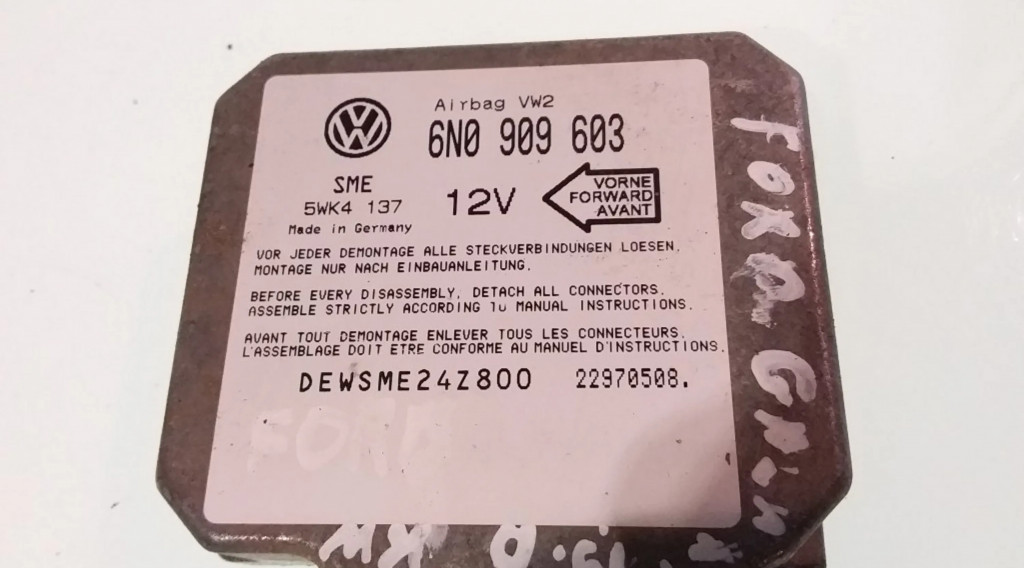 Airbag VW2
6N0 909 603
SME
5WK4 137
Made in Germany
12V
VORNE
FORWARD
AVANT
VOR JEDER DEMONTAGE ALLE STECKVERBINDUNGEN LOESEN.
MONTAGE NUR NACH EINBAUANLEITUNG.
BEFORE EVERY DISASSEMBLY, DETACH ALL CONNECTORS.
ASSEMBLE STRICTLY ACCORDING TO MANUAL INSTRUCTIONS.
AVANT TOUT DEMONTAGE ENLEVER TOUS LES CONNECTEURS.
L'ASSEMBLAGE DOIT ETRE CONFORME AU MANUEL D'INSTRUCTIONS.
DEWSME24Z800 22970508.
FORD